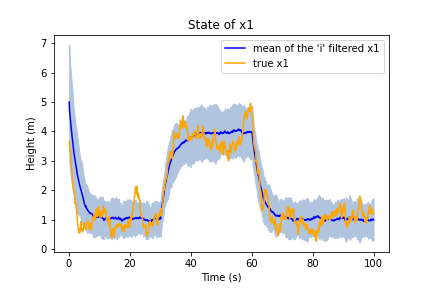 State of x1
mean of the 'i' filtered x1
true x1
Height (m)
7
6
5
4
3
2
1
0
0 20 40 60 80 100
Time (s)